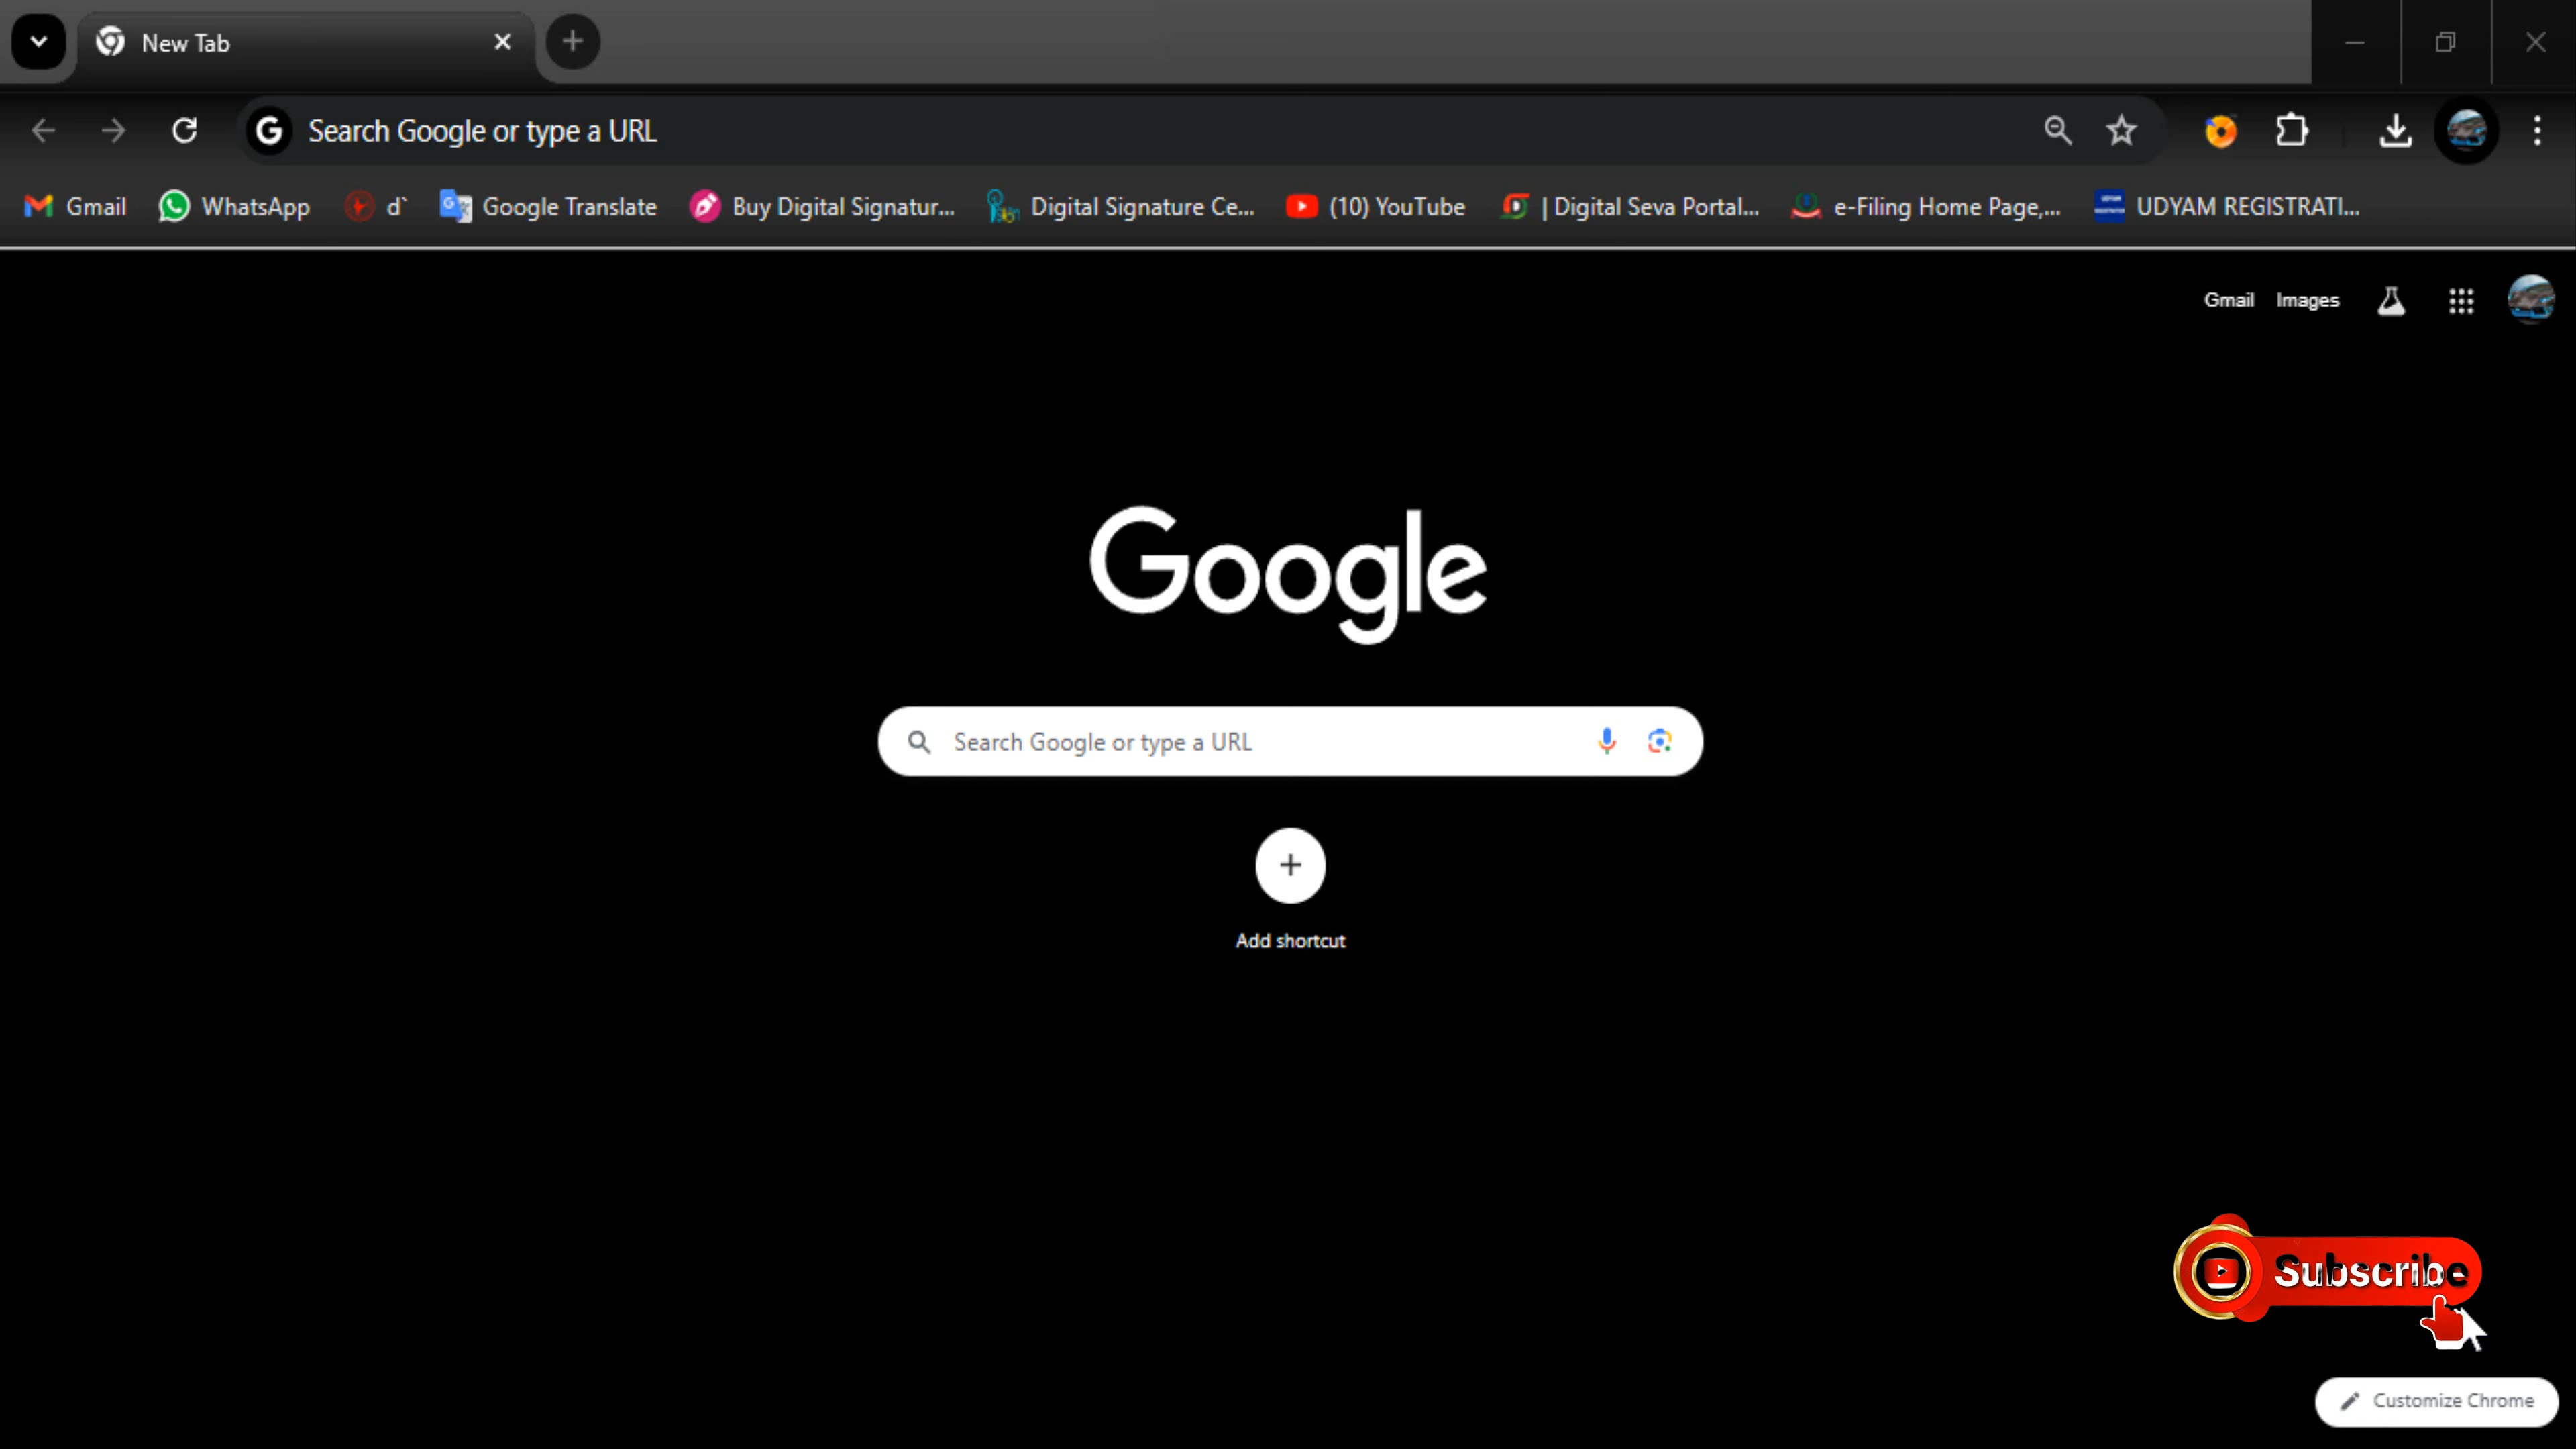 New Tab
Search Google or type a URL
Gmail WhatsApp d` Google Translate Buy Digital Signatur... Digital Signature Ce... (10) YouTube | Digital Seva Portal... e-Filing Home Page,... UDYAM REGISTRATI...
Gmail Images
Google
Search Google or type a URL
Add shortcut
Subscribe
Customize Chrome